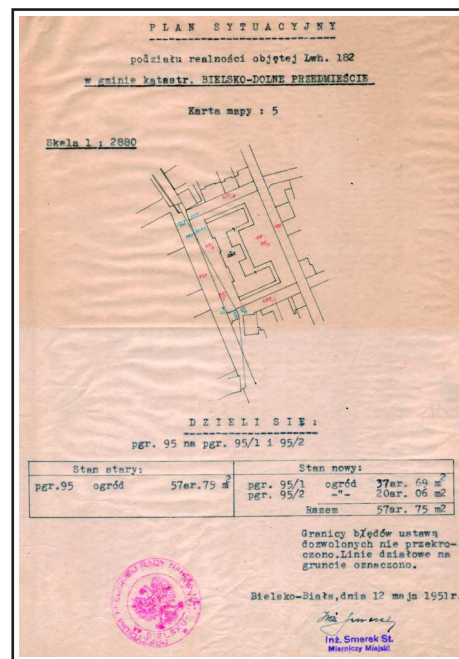 PLAN SYTUACYJNY
podziału realności objętej Lwh. 182
w gminie katastr. BIELSKO-DOLNE PRZEDMIEŚCIE
Karta mapy : 5
Skala 1 : 2880
DZIELI SIĘ:
pgr. 95 na pgr. 95/1 i 95/2
Stan stary: Stan nowy:
pgr.95 ogród 57ar.75 m² pgr. 95/1 ogród 37ar. 69 m²
pgr. 95/2 -"- 20ar. 06 m2
Razem 57ar. 75 m2
Granicy błędów ustawą
dozwolonych nie przekro-
czono.Linie działowe na
gruncie oznaczono.
Bielsko-Biała,dnia 12 maja 1951r.
Inż. Smerek St.
Mierniczy Miejski